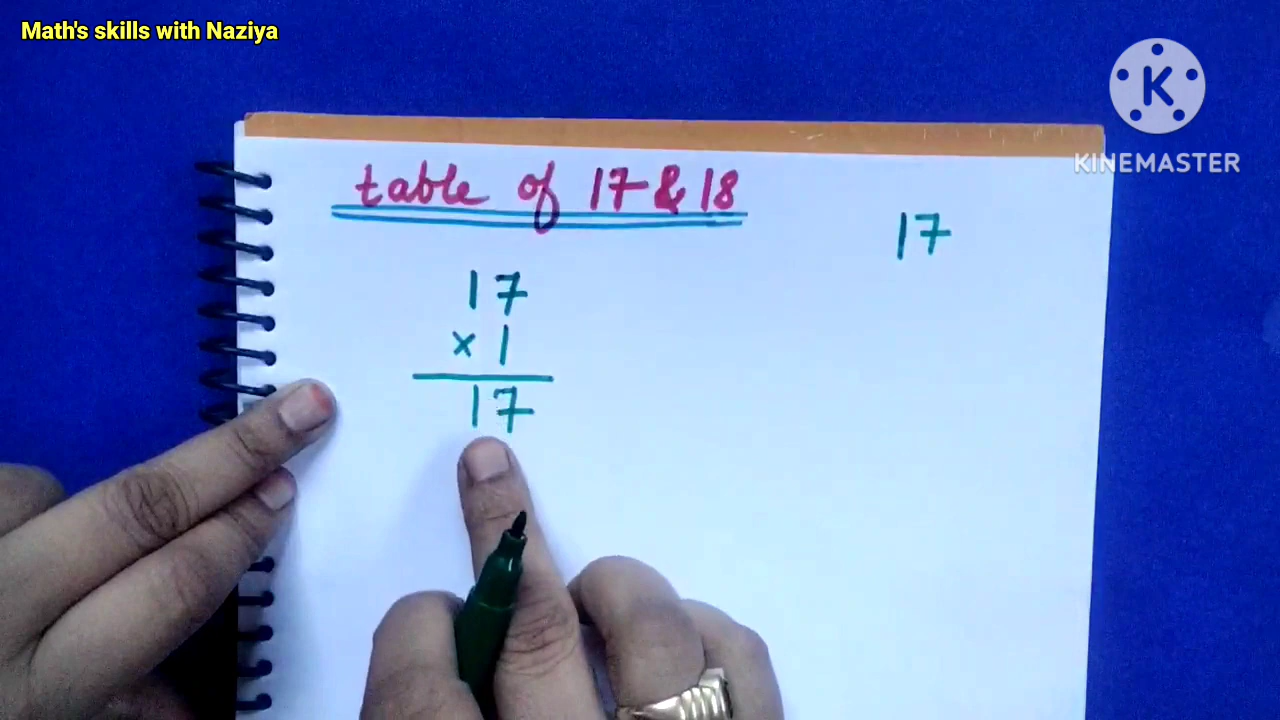 Math's skills with Naziya
KINEMASTER
table of 17 & 18
17
17
× 1
17